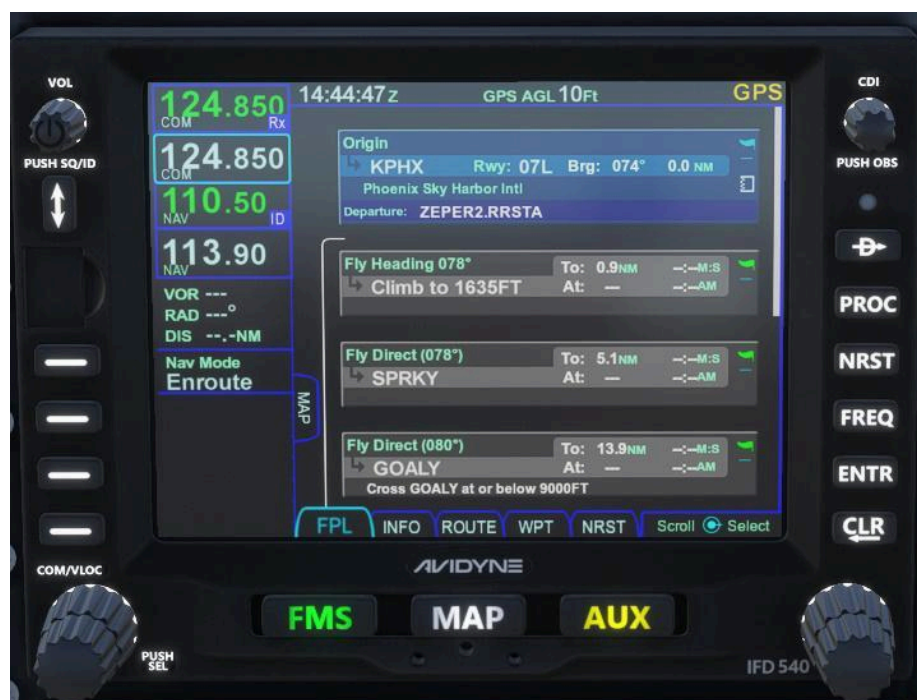 VOL
CDI
PUSH SQ/ID
PUSH OBS
124.850
COM Rx
124.850
COM
110.50
NAV ID
113.90
NAV
VOR ---
RAD ---°
DIS --.-NM
Nav Mode
Enroute
14:44:47 Z GPS AGL 10Ft GPS
Origin
KPHX Rwy: 07L Brg: 074° 0.0 NM
Phoenix Sky Harbor Intl
Departure: ZEPER2.RRSTA
Fly Heading 078° To: 0.9NM --:--M:S
Climb to 1635FT At: --- --:--AM
Fly Direct (078°) To: 5.1NM --:--M:S
SPRKY At: --- --:--AM
Fly Direct (080°) To: 13.9NM --:--M:S
GOALY At: --- --:--AM
Cross GOALY at or below 9000FT
MAP
FPL INFO ROUTE WPT NRST Scroll Select
D
PROC
NRST
FREQ
ENTR
CLR
COM/VLOC
AVIDYNE
FMS MAP AUX
PUSH
SEL
IFD 540